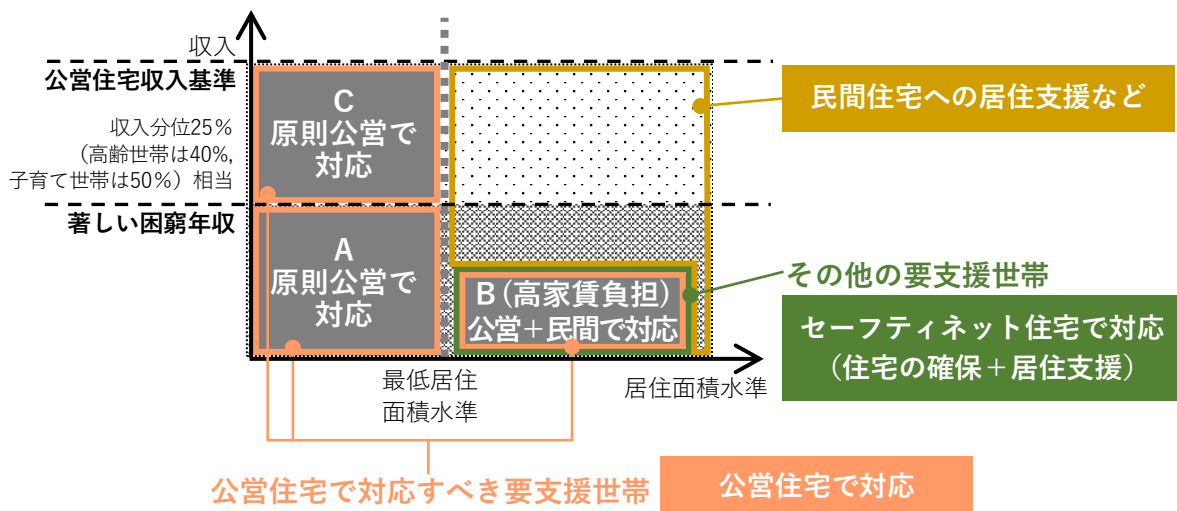 収入
公営住宅収入基準
収入分位25％
(高齢世帯は40%,
子育て世帯は50%）相当
著しい困窮年収
C
原則公営で
対応
A
原則公営で
対応
B（高家賃負担）
公営＋民間で対応
民間住宅への居住支援など
その他の要支援世帯
セーフティネット住宅で対応
（住宅の確保＋居住支援）
最低居住
面積水準
居住面積水準
公営住宅で対応すべき要支援世帯
公営住宅で対応